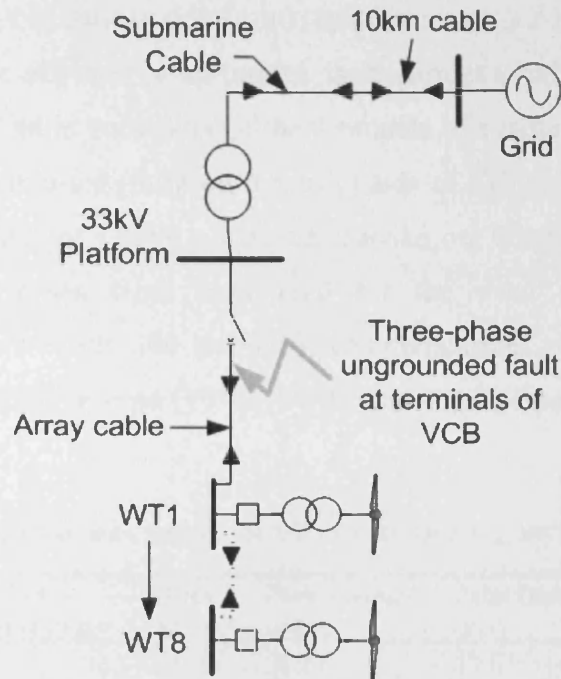 Submarine
Cable
10km cable
Grid
33kV
Platform
Three-phase
ungrounded fault
at terminals of
VCB
Array cable
WT1
WT8